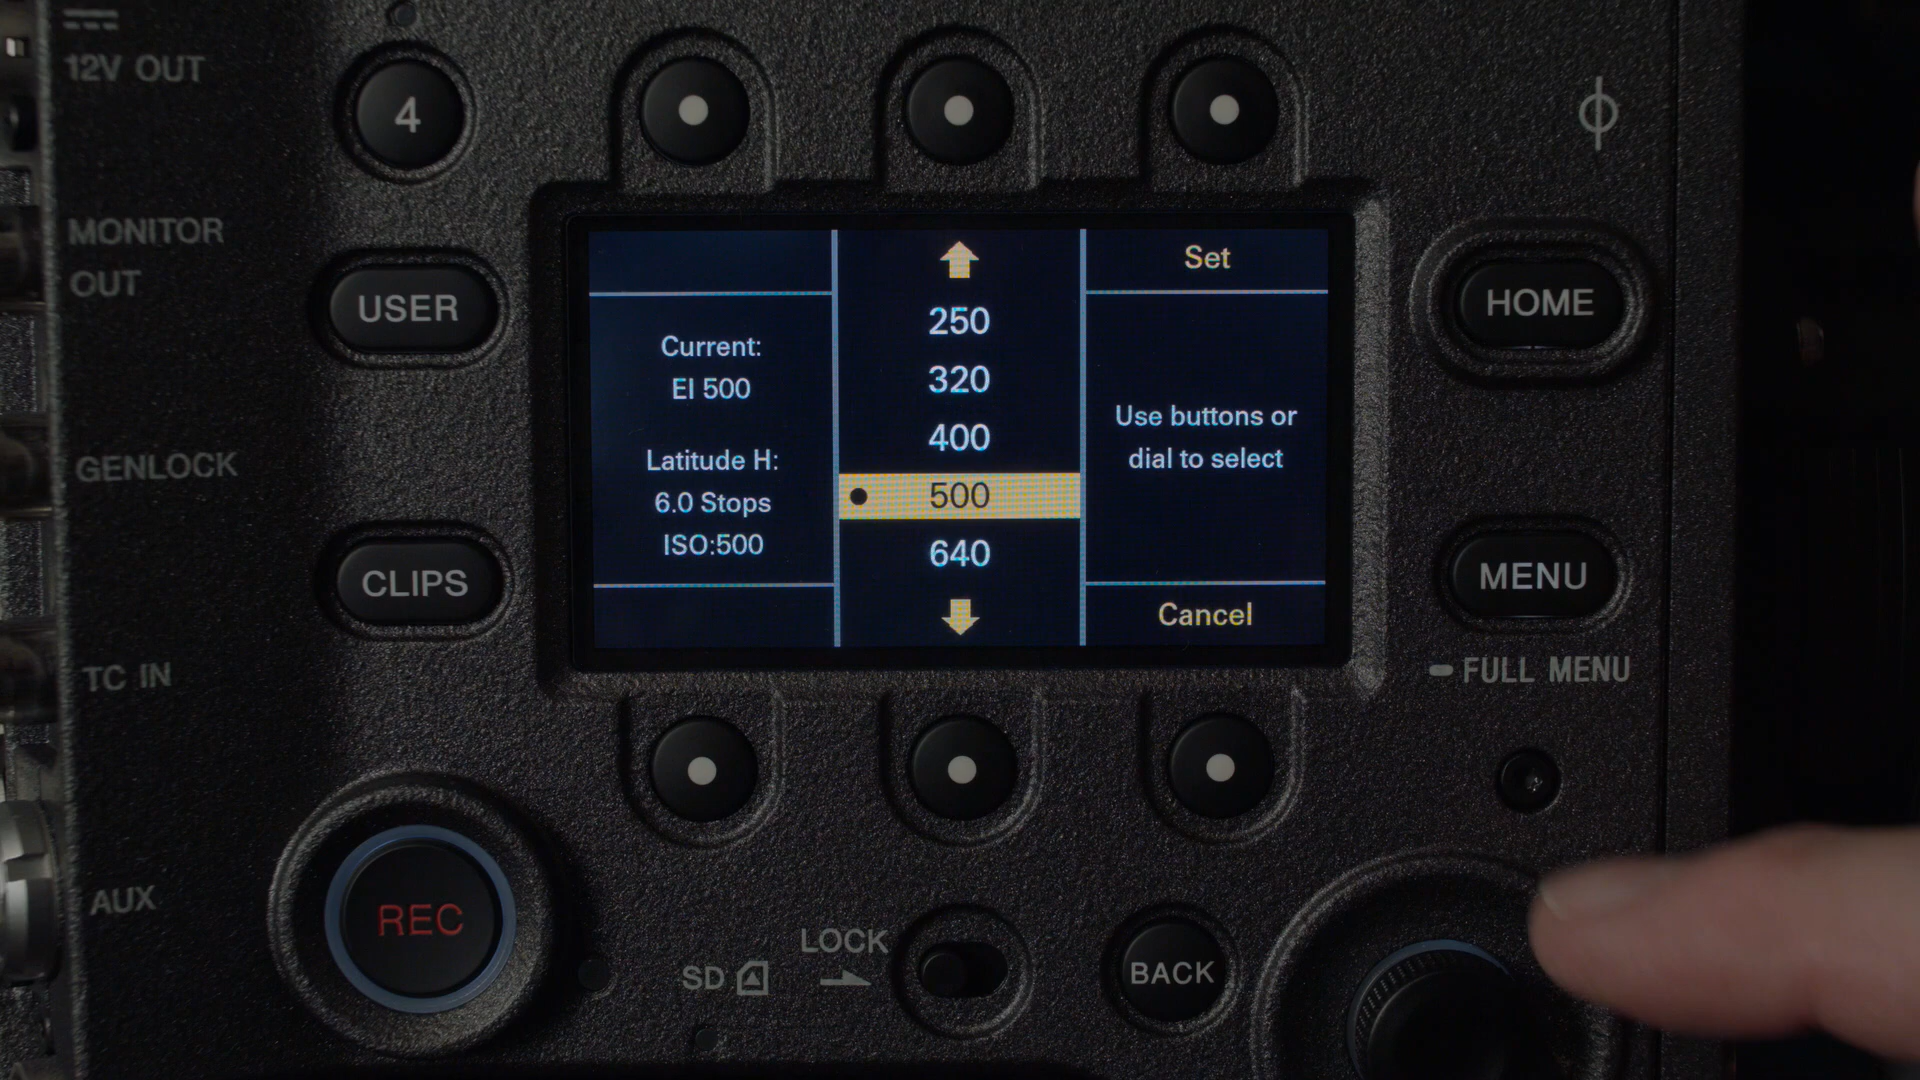 12V OUT
4
MONITOR
OUT
USER
GENLOCK
CLIPS
TC IN
AUX
REC
Current:
EI 500
Latitude H:
6.0 Stops
ISO:500
250
320
400
500
640
Set
Use buttons or
dial to select
Cancel
HOME
MENU
FULL MENU
SD
LOCK
BACK